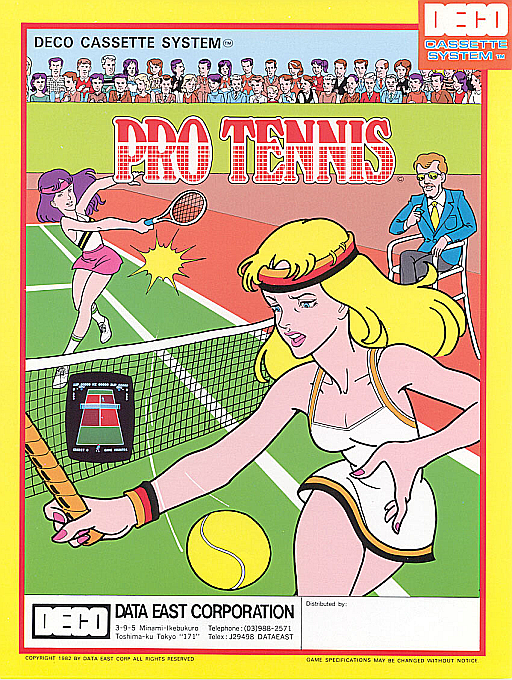 DECO
CASSETTE
SYSTEM™
DECO CASSETTE SYSTEM™
PRO TENNIS
©
DECO
DATA EAST CORPORATION
3-9-5 Minami-Ikebukuro Telephone:(03)988-2571
Toshima-ku Tokyo "171" Telex:J29498 DATAEAST
Distributed by:
COPYRIGHT 1982 BY DATA EAST CORP ALL RIGHTS RESERVED
GAME SPECIFICATIONS MAY BE CHANGED WITHOUT NOTICE.